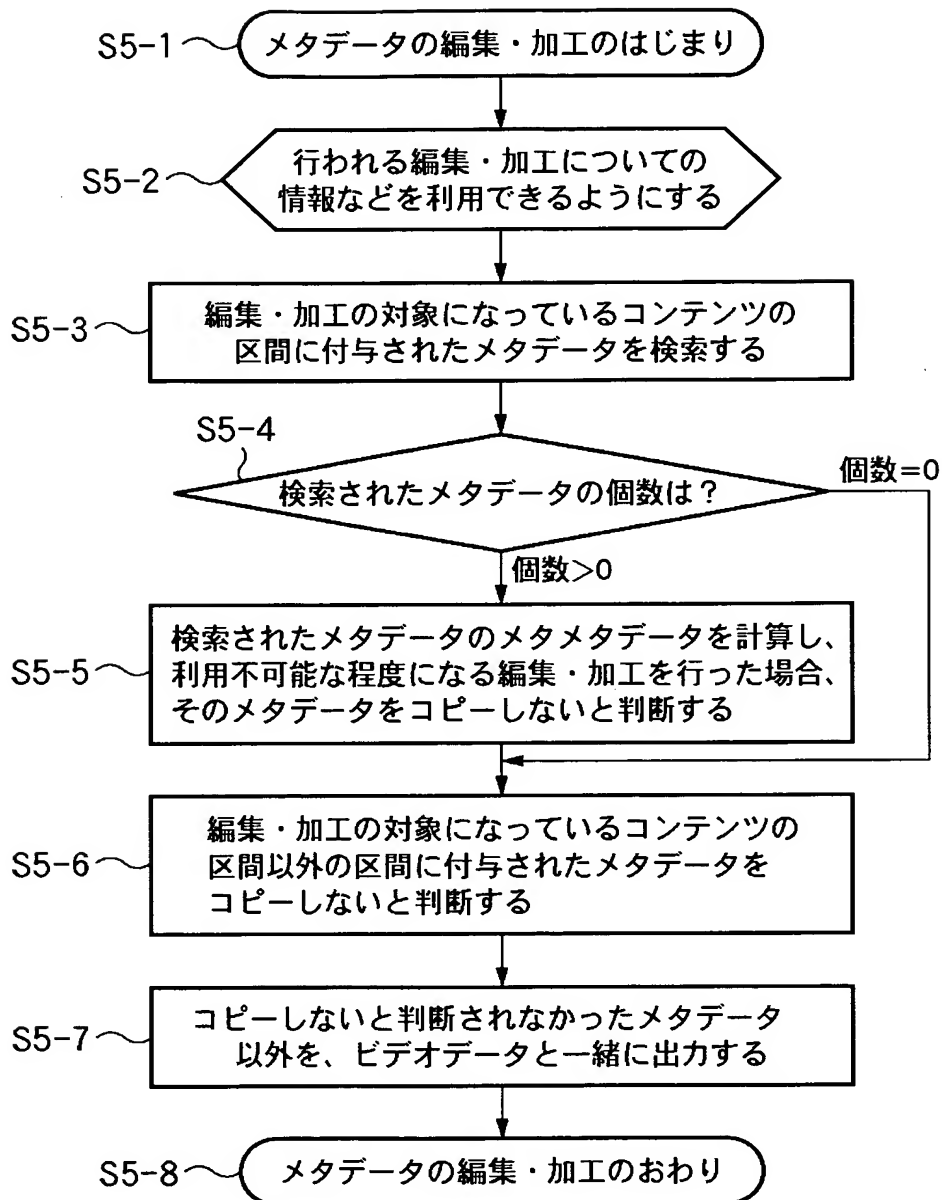 S5-1
メタデータの編集・加工のはじまり
S5-2
行われる編集・加工についての
情報などを利用できるようにする
S5-3
編集・加工の対象になっているコンテンツの
区間に付与されたメタデータを検索する
S5-4
検索されたメタデータの個数は?
個数=0
個数>0
S5-5
検索されたメタデータのメタメタデータを計算し、
利用不可能な程度になる編集・加工を行った場合、
そのメタデータをコピーしないと判断する
S5-6
編集・加工の対象になっているコンテンツの
区間以外の区間に付与されたメタデータを
コピーしないと判断する
S5-7
コピーしないと判断されなかったメタデータ
以外を、ビデオデータと一緒に出力する
S5-8
メタデータの編集・加工のおわり